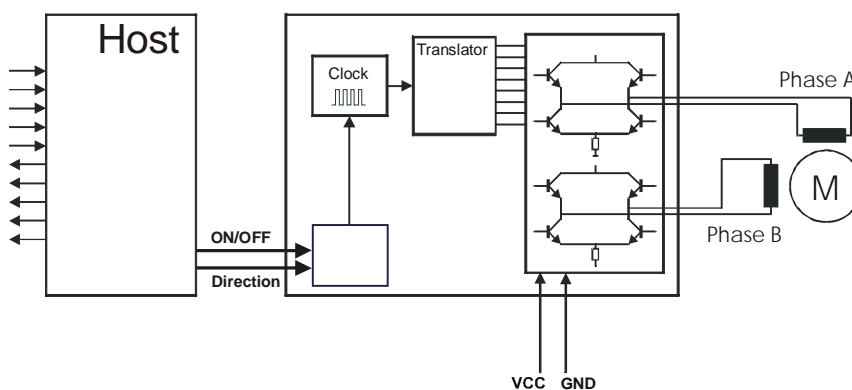 Host
Translator
Clock
Phase A
M
Phase B
ON/OFF
Direction
VCC GND